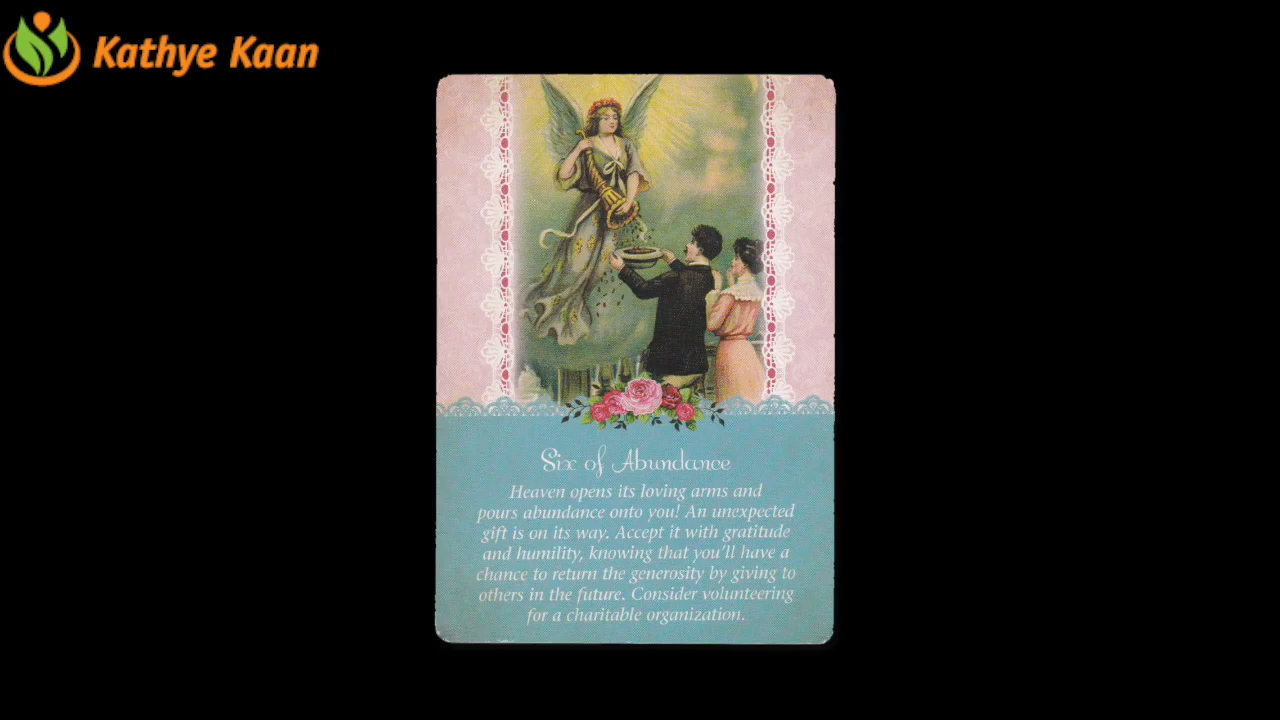 Kathye Kaan
Six of Abundance
Heaven opens its loving arms and
pours abundance onto you! An unexpected
gift is on its way. Accept it with gratitude
and humility, knowing that you'll have a
chance to return the generosity by giving to
others in the future. Consider volunteering
for a charitable organization.